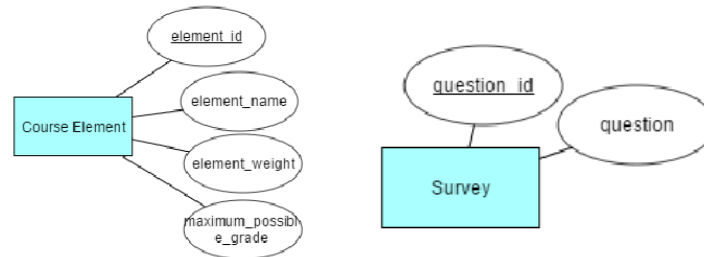 element_id
element_name
Course Element
element_weight
maximum_possibl
e_grade
question_id
question
Survey